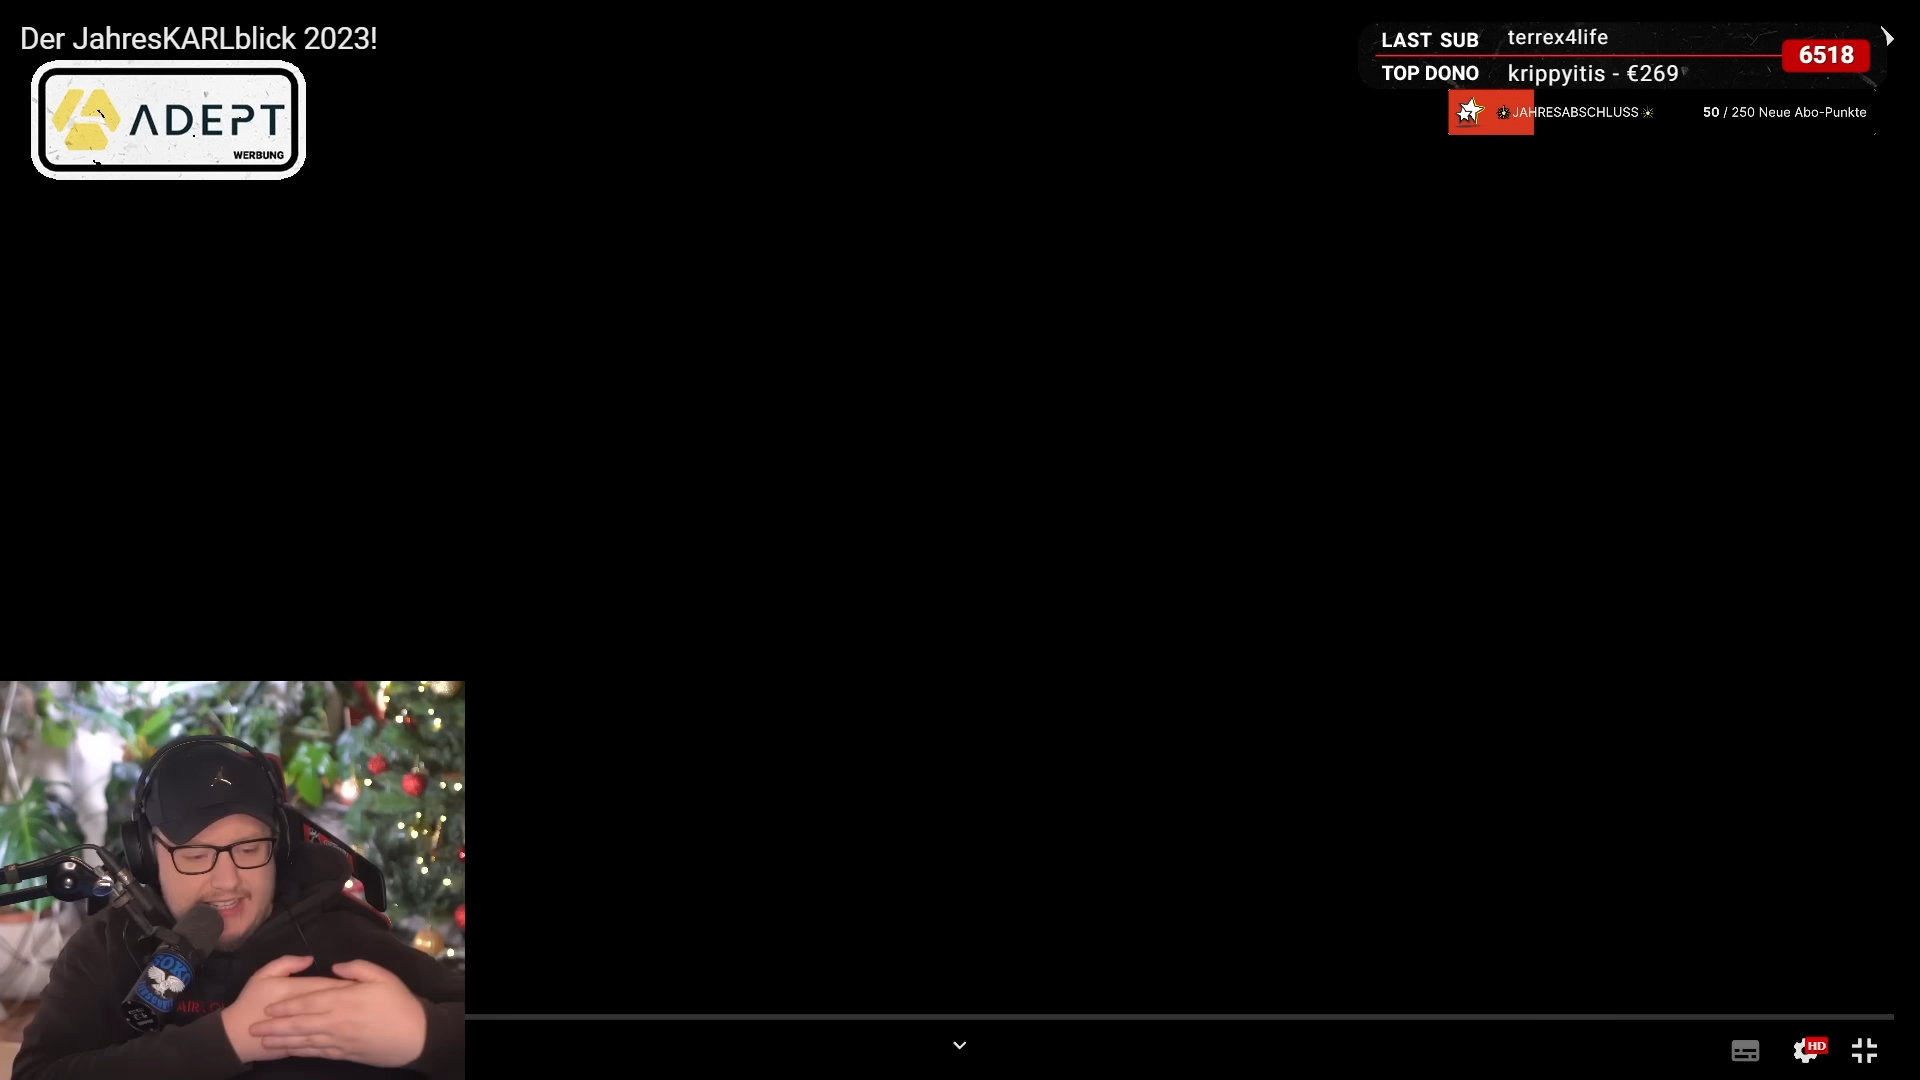 Der JahresKARLblick 2023!
ADEPT
WERBUNG
LAST SUB terrex4life
TOP DONO krippyitis - €269
6518
JAHRESABSCHLUSS 50 / 250 Neue Abo-Punkte
SOKO
HD